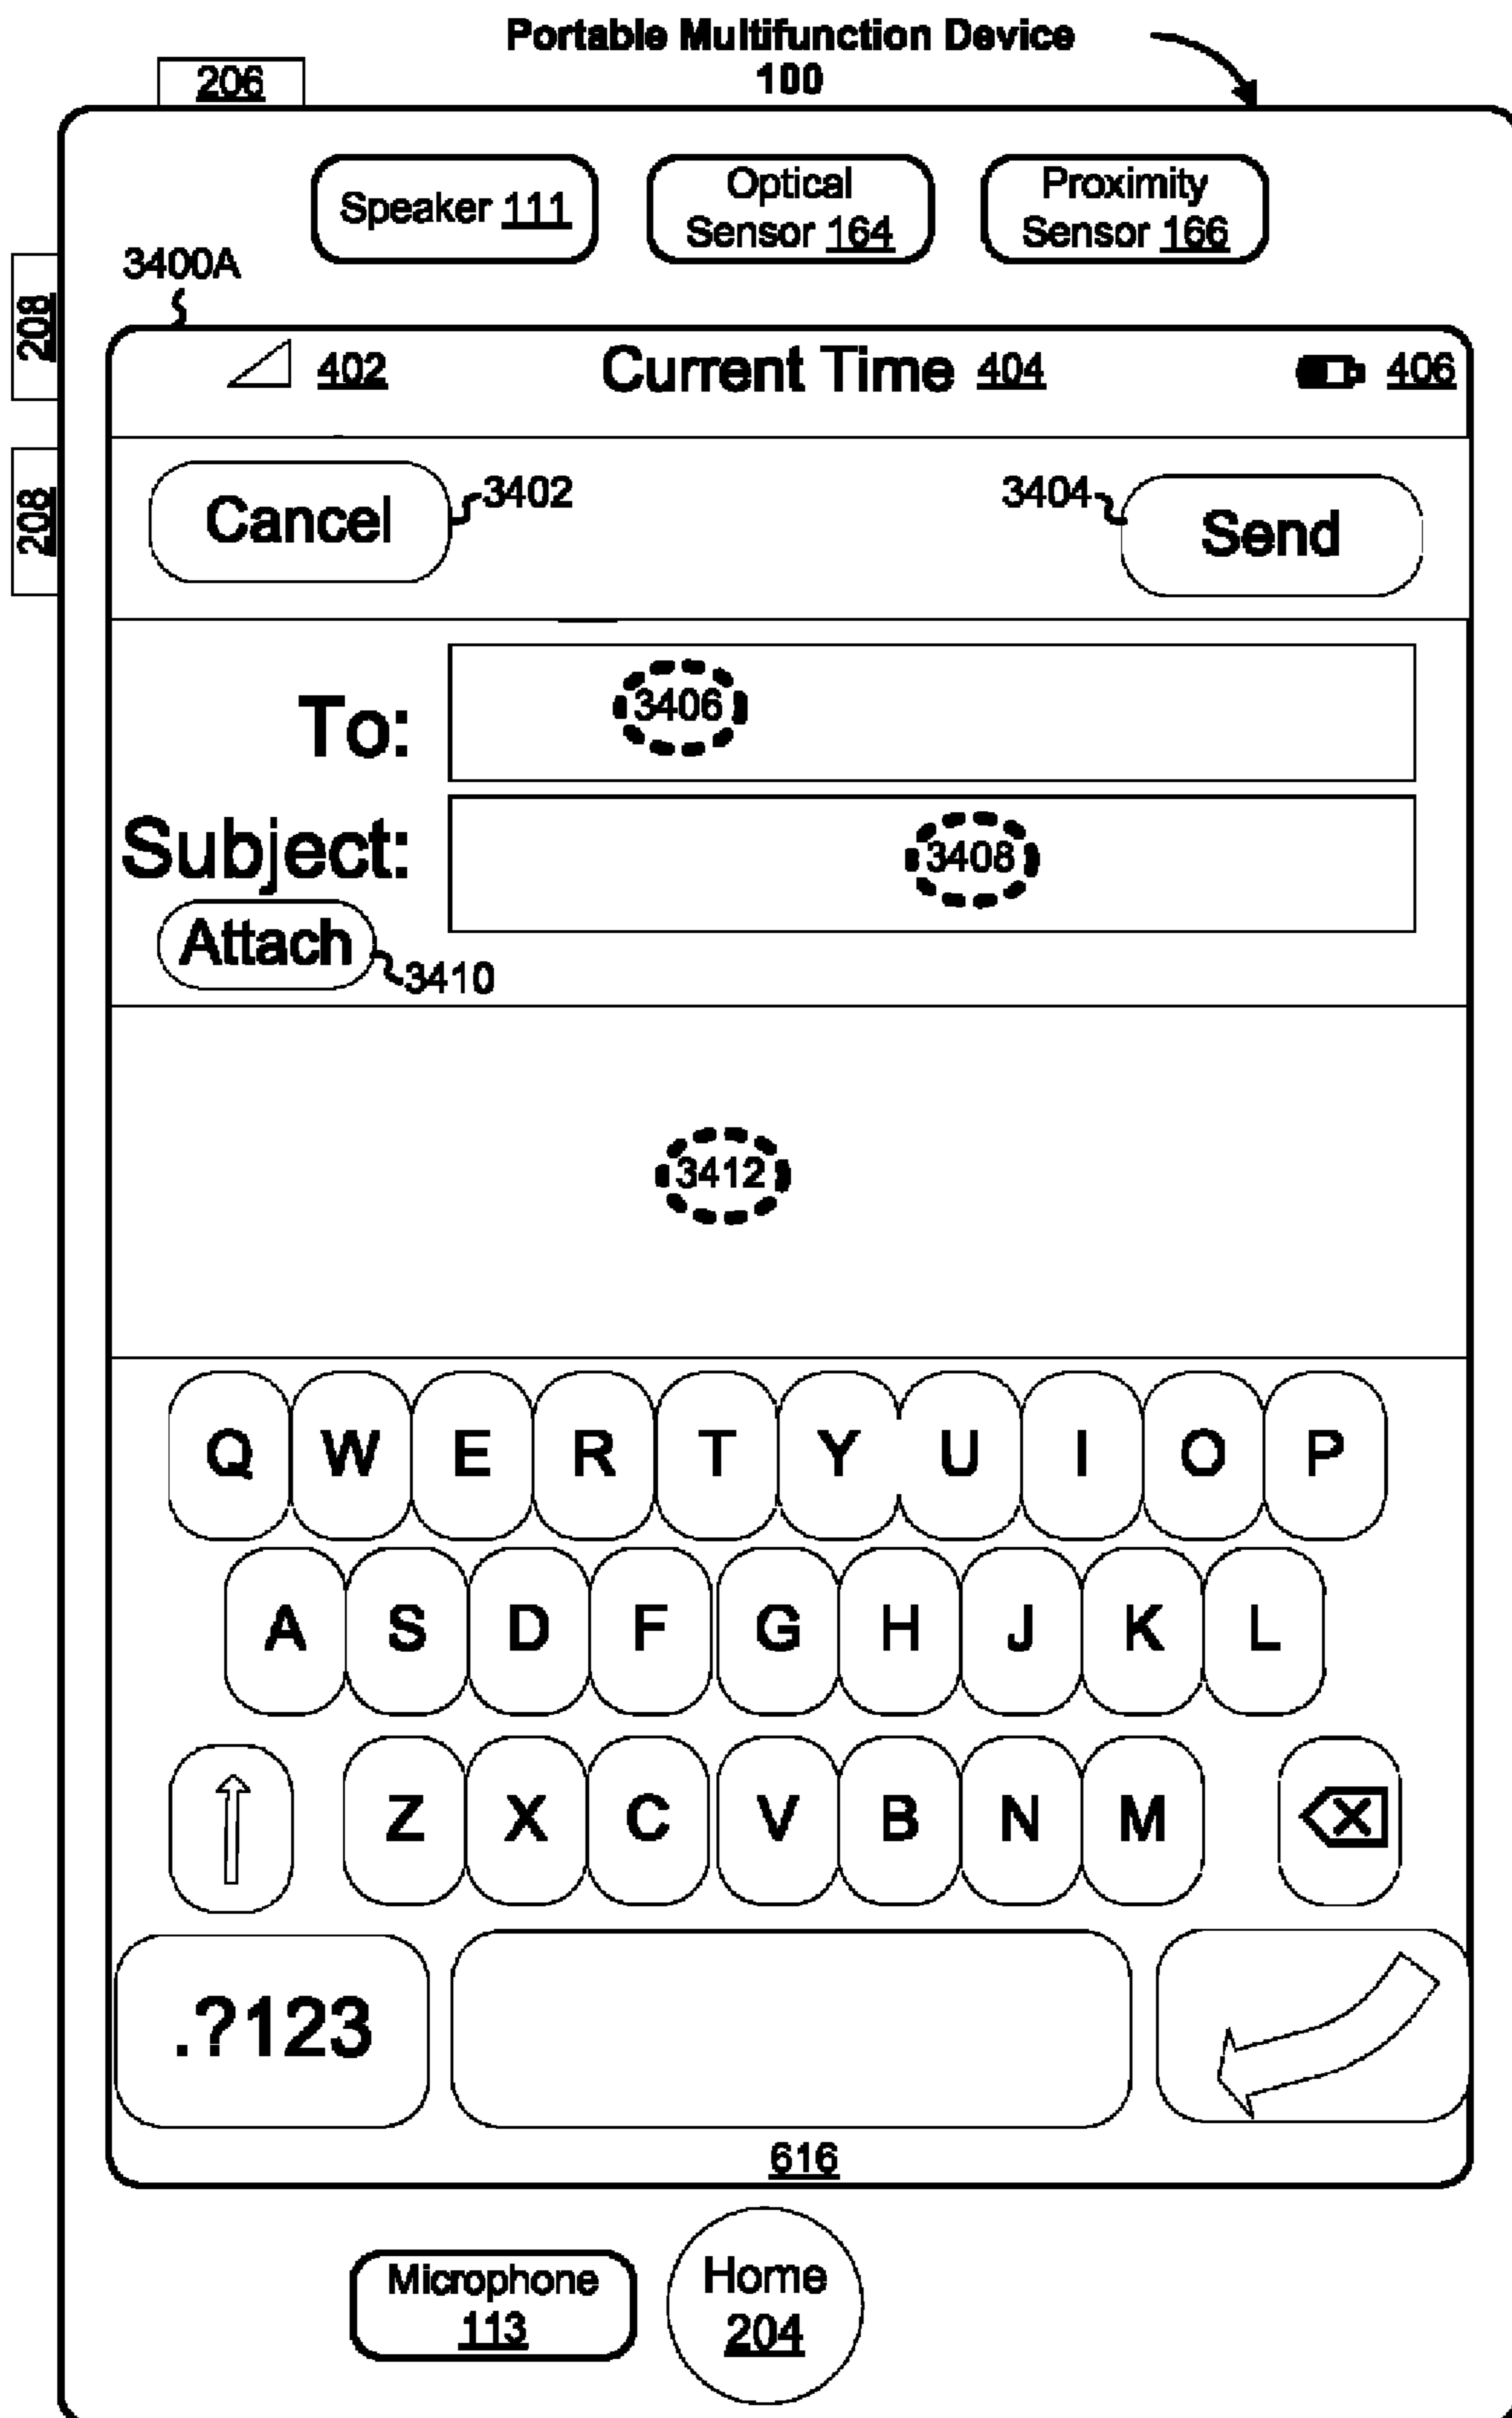 Portable Multifunction Device
100
206
Speaker 111
Optical
Sensor 164
Proximity
Sensor 166
3400A
208
208
402
Current Time 404
406
Cancel
3402
3404
Send
To:
3406
Subject:
3408
Attach
3410
3412
Q W E R T Y U I O P
A S D F G H J K L
Z X C V B N M
.?123
616
Microphone
113
Home
204